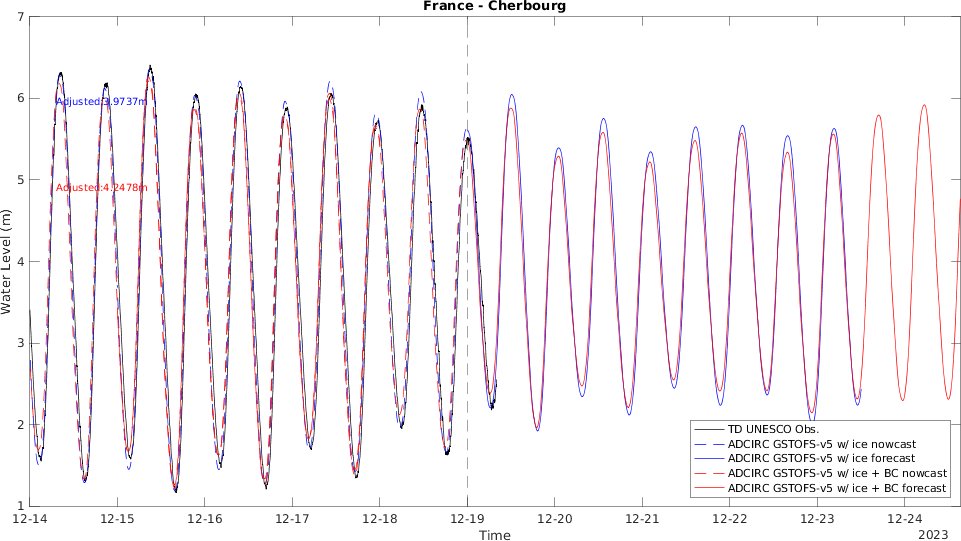 France - Cherbourg
7
6
5
4
3
2
1
Water Level (m)
Adjusted:3.9737m
Adjusted:4.2478m
TD UNESCO Obs.
ADCIRC GSTOFS-v5 w/ ice nowcast
ADCIRC GSTOFS-v5 w/ ice forecast
ADCIRC GSTOFS-v5 w/ ice + BC nowcast
ADCIRC GSTOFS-v5 w/ ice + BC forecast
12-14 12-15 12-16 12-17 12-18 12-19 12-20 12-21 12-22 12-23 12-24
Time
2023